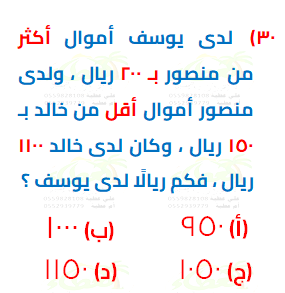 ٣٠) لدى يوسف أموال أكثر
من منصور بـ ٢٠٠ ريال ، ولدى
منصور أموال أقل من خالد بـ
١٥٠ ريال ، وكان لدى خالد ١١٠٠
ريال ، فكم ريالًا لدى يوسف ؟
(أ) ٩٥٠ (ب) ١٠٠٠
(ج) ١٠٥٠ (د) ١١٥٠